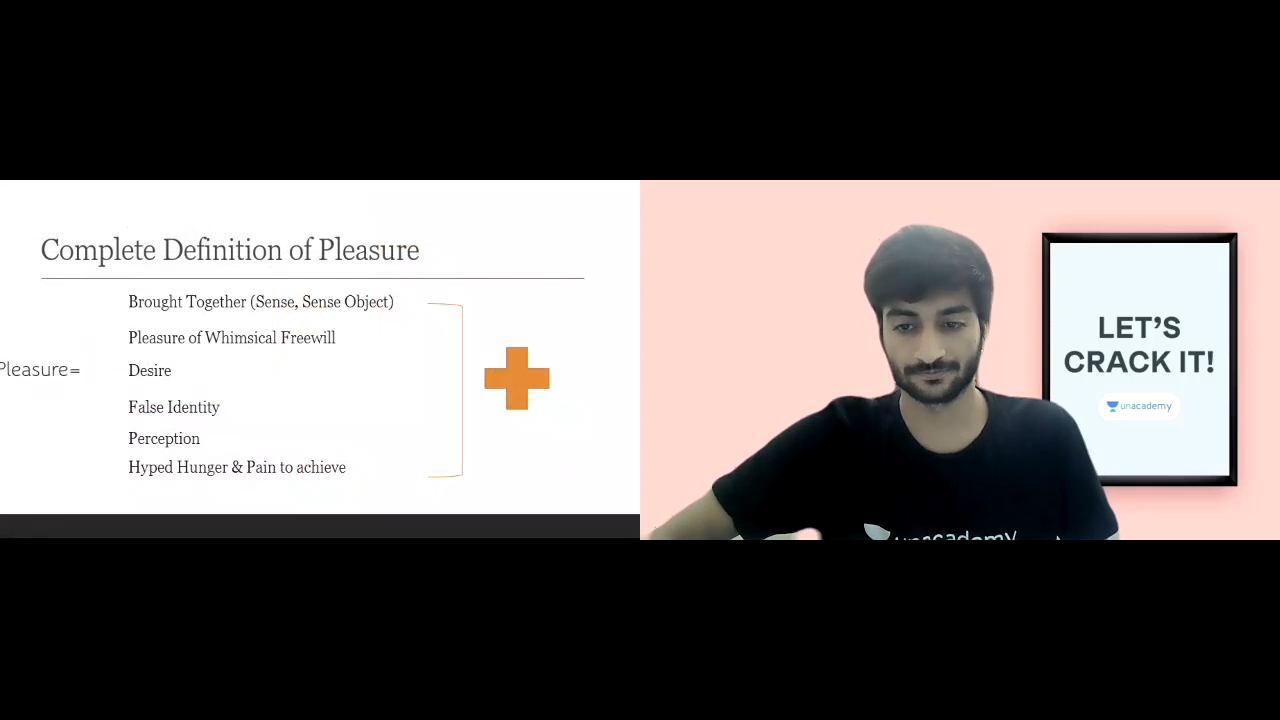 Complete Definition of Pleasure
Brought Together (Sense, Sense Object)
Pleasure of Whimsical Freewill
Pleasure=
Desire
False Identity
Perception
Hyped Hunger & Pain to achieve
LET'S
CRACK IT!
unacademy
unacademy